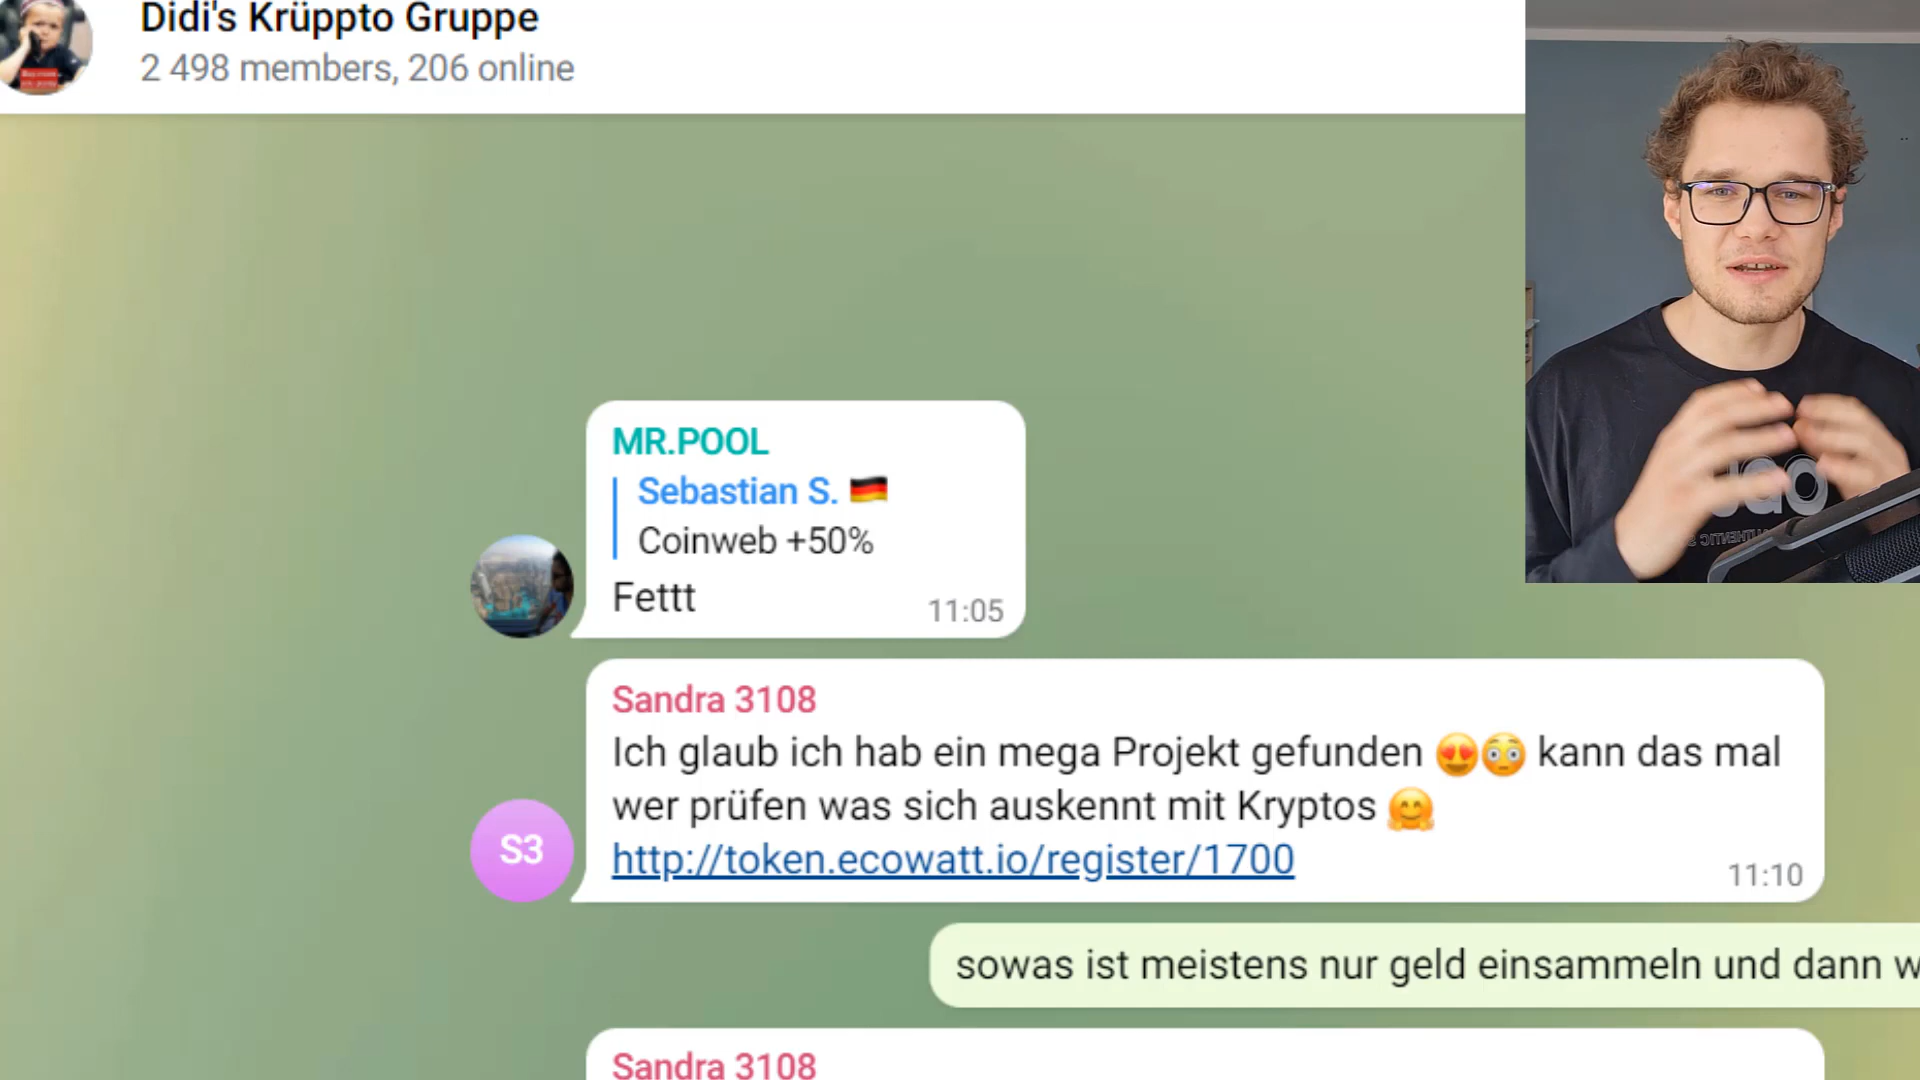 Didi's Krüppto Gruppe
2 498 members, 206 online
MR.POOL
Sebastian S. 🇩🇪
Coinweb +50%
Fettt
11:05
Sandra 3108
Ich glaub ich hab ein mega Projekt gefunden 😍😳 kann das mal
wer prüfen was sich auskennt mit Kryptos 🤗
S3
http://token.ecowatt.io/register/1700
11:10
sowas ist meistens nur geld einsammeln und dann w
Sandra 3108